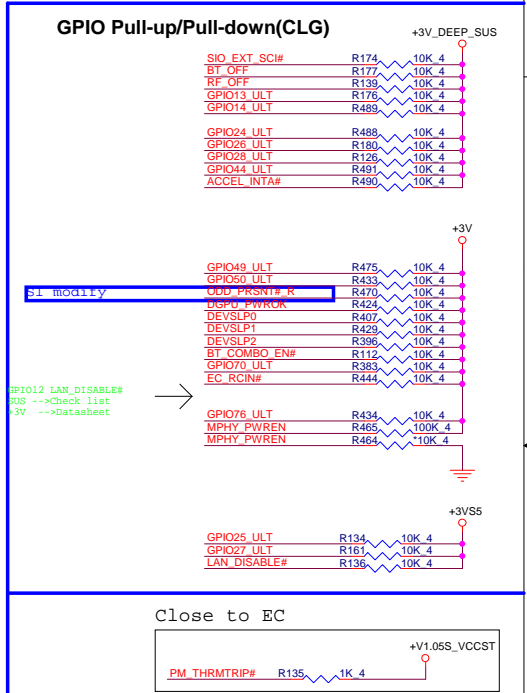 GPIO Pull-up/Pull-down(CLG)
+3V_DEEP_SUS
SIO_EXT_SCI# R174 10K_4
BT_OFF R177 10K_4
RF_OFF R139 10K_4
GPIO13_ULT R176 10K_4
GPIO14_ULT R489 10K_4
GPIO24_ULT R488 10K_4
GPIO26_ULT R180 10K_4
GPIO28_ULT R126 10K_4
GPIO44_ULT R491 10K_4
ACCEL_INTA# R490 10K_4
+3V
GPIO49_ULT R475 10K_4
GPIO50_ULT R433 10K_4
S1 modify ODD_PRSNT#_R R470 10K_4
DGPU_PWROK R424 10K_4
DEVSLP0 R407 10K_4
DEVSLP1 R429 10K_4
DEVSLP2 R396 10K_4
BT_COMBO_EN# R112 10K_4
GPIO70_ULT R383 10K_4
EC_RCIN# R444 10K_4
GPIO12 LAN_DISABLE#
SUS -->Check list
+3V -->Datasheet
GPIO76_ULT R434 10K_4
MPHY_PWREN R465 100K_4
MPHY_PWREN R464 *10K_4
+3VS5
GPIO25_ULT R134 10K_4
GPIO27_ULT R161 10K_4
LAN_DISABLE# R136 10K_4
Close to EC
+V1.05S_VCCST
PM_THRMTRIP# R135 1K_4